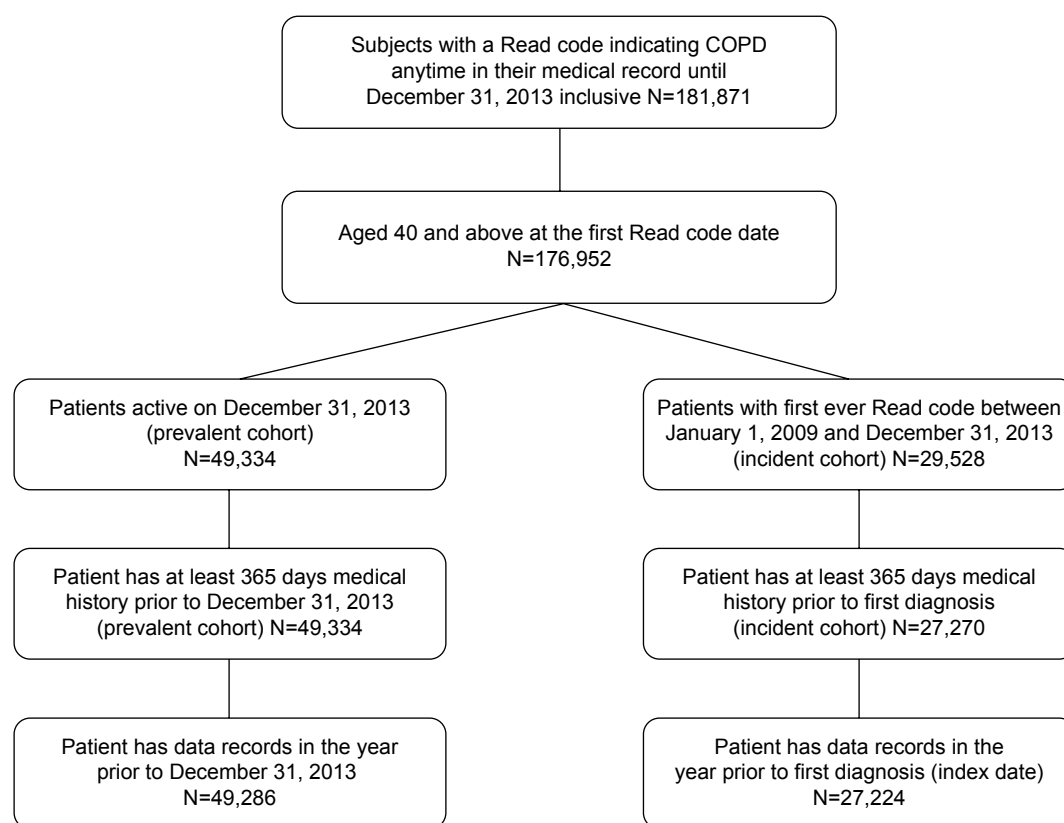 Subjects with a Read code indicating COPD
anytime in their medical record until
December 31, 2013 inclusive N=181,871
Aged 40 and above at the first Read code date
N=176,952
Patients active on December 31, 2013
(prevalent cohort)
N=49,334
Patients with first ever Read code between
January 1, 2009 and December 31, 2013
(incident cohort) N=29,528
Patient has at least 365 days medical
history prior to December 31, 2013
(prevalent cohort) N=49,334
Patient has at least 365 days medical
history prior to first diagnosis
(incident cohort) N=27,270
Patient has data records in the year
prior to December 31, 2013
N=49,286
Patient has data records in the
year prior to first diagnosis (index date)
N=27,224